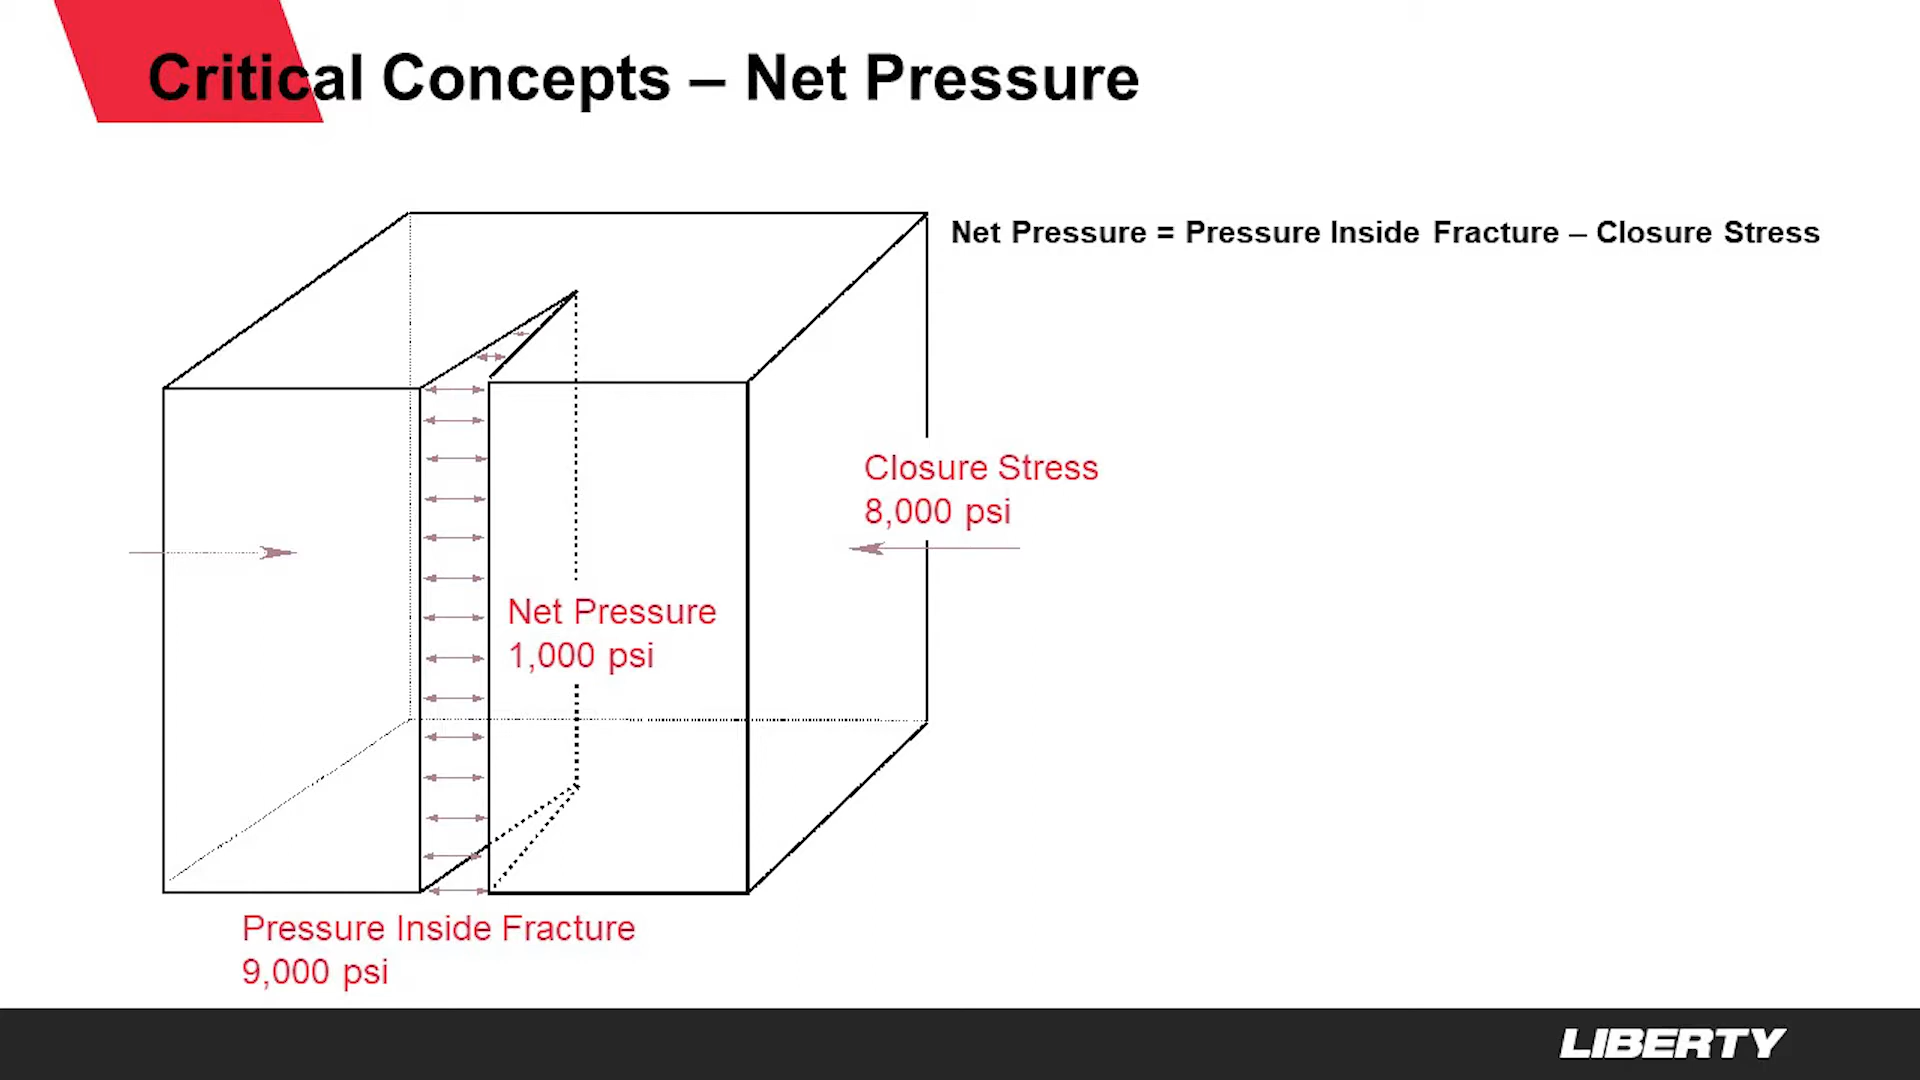 Critical Concepts – Net Pressure
Net Pressure = Pressure Inside Fracture – Closure Stress
Closure Stress
8,000 psi
Net Pressure
1,000 psi
Pressure Inside Fracture
9,000 psi
LIBERTY